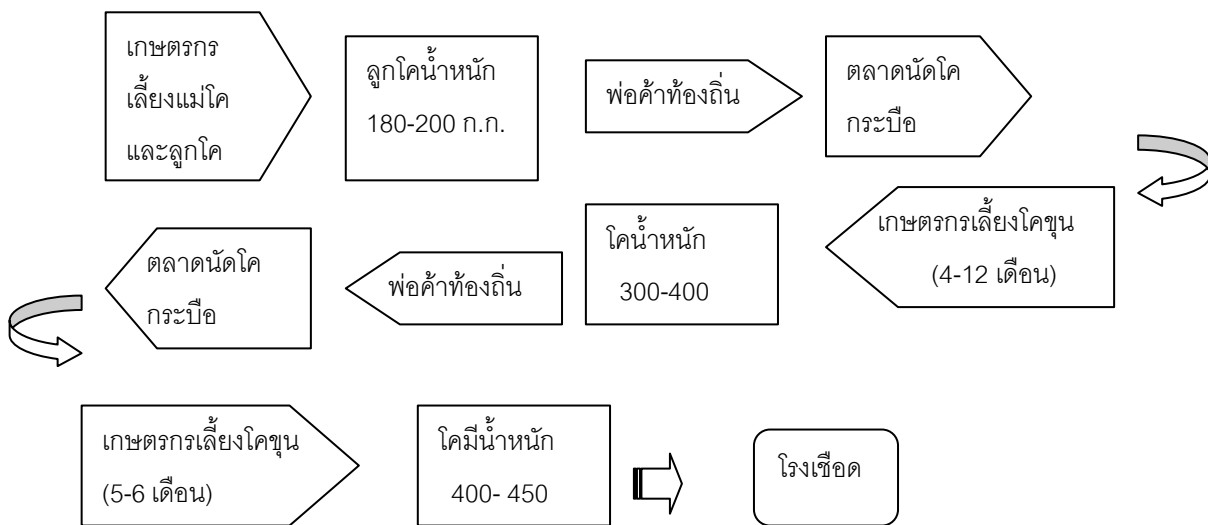 เกษตรกร
เลี้ยงแม่โค
และลูกโค
ลูกโคน้ำหนัก
180-200 ก.ก.
พ่อค้าท้องถิ่น
ตลาดนัดโค
กระบือ
เกษตรกรเลี้ยงโคขุน
(4-12 เดือน)
โคน้ำหนัก
300-400
พ่อค้าท้องถิ่น
ตลาดนัดโค
กระบือ
เกษตรกรเลี้ยงโคขุน
(5-6 เดือน)
โคมีน้ำหนัก
400- 450
โรงเชือด